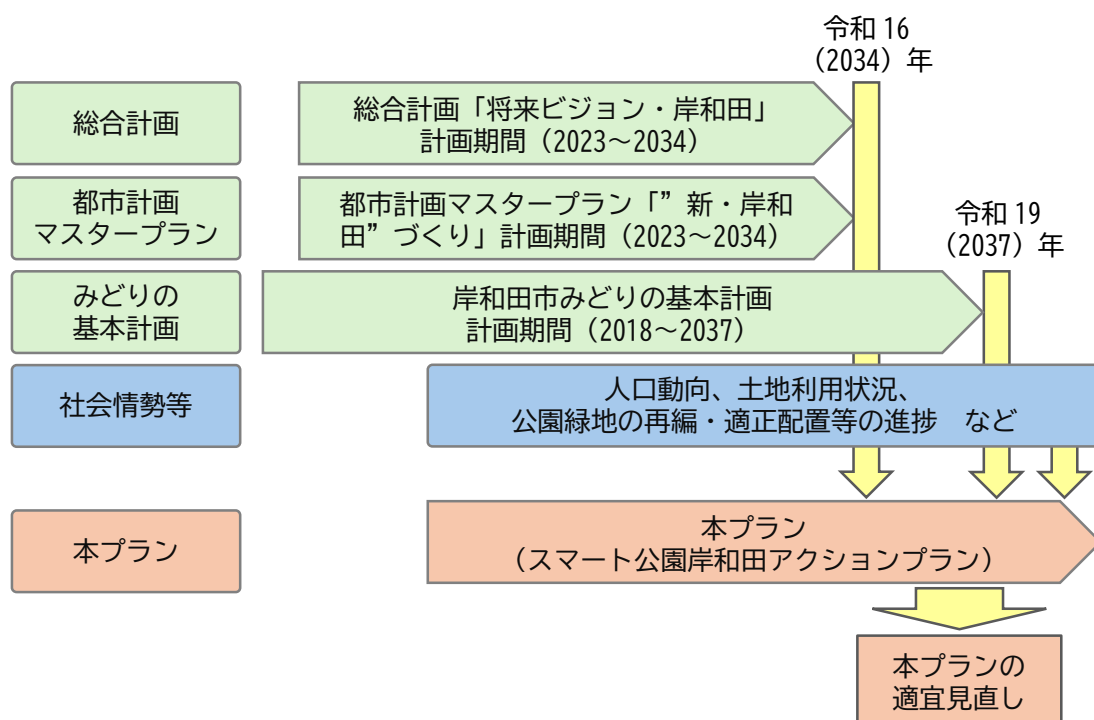 令和 16
（2034）年
総合計画
総合計画「将来ビジョン・岸和田」
計画期間（2023～2034）
都市計画
マスタープラン
都市計画マスタープラン「”新・岸和
田”づくり」計画期間（2023～2034）
令和 19
（2037）年
みどりの
基本計画
岸和田市みどりの基本計画
計画期間（2018～2037）
社会情勢等
人口動向、土地利用状況、
公園緑地の再編・適正配置等の進捗　など
本プラン
本プラン
（スマート公園岸和田アクションプラン）
本プランの
適宜見直し